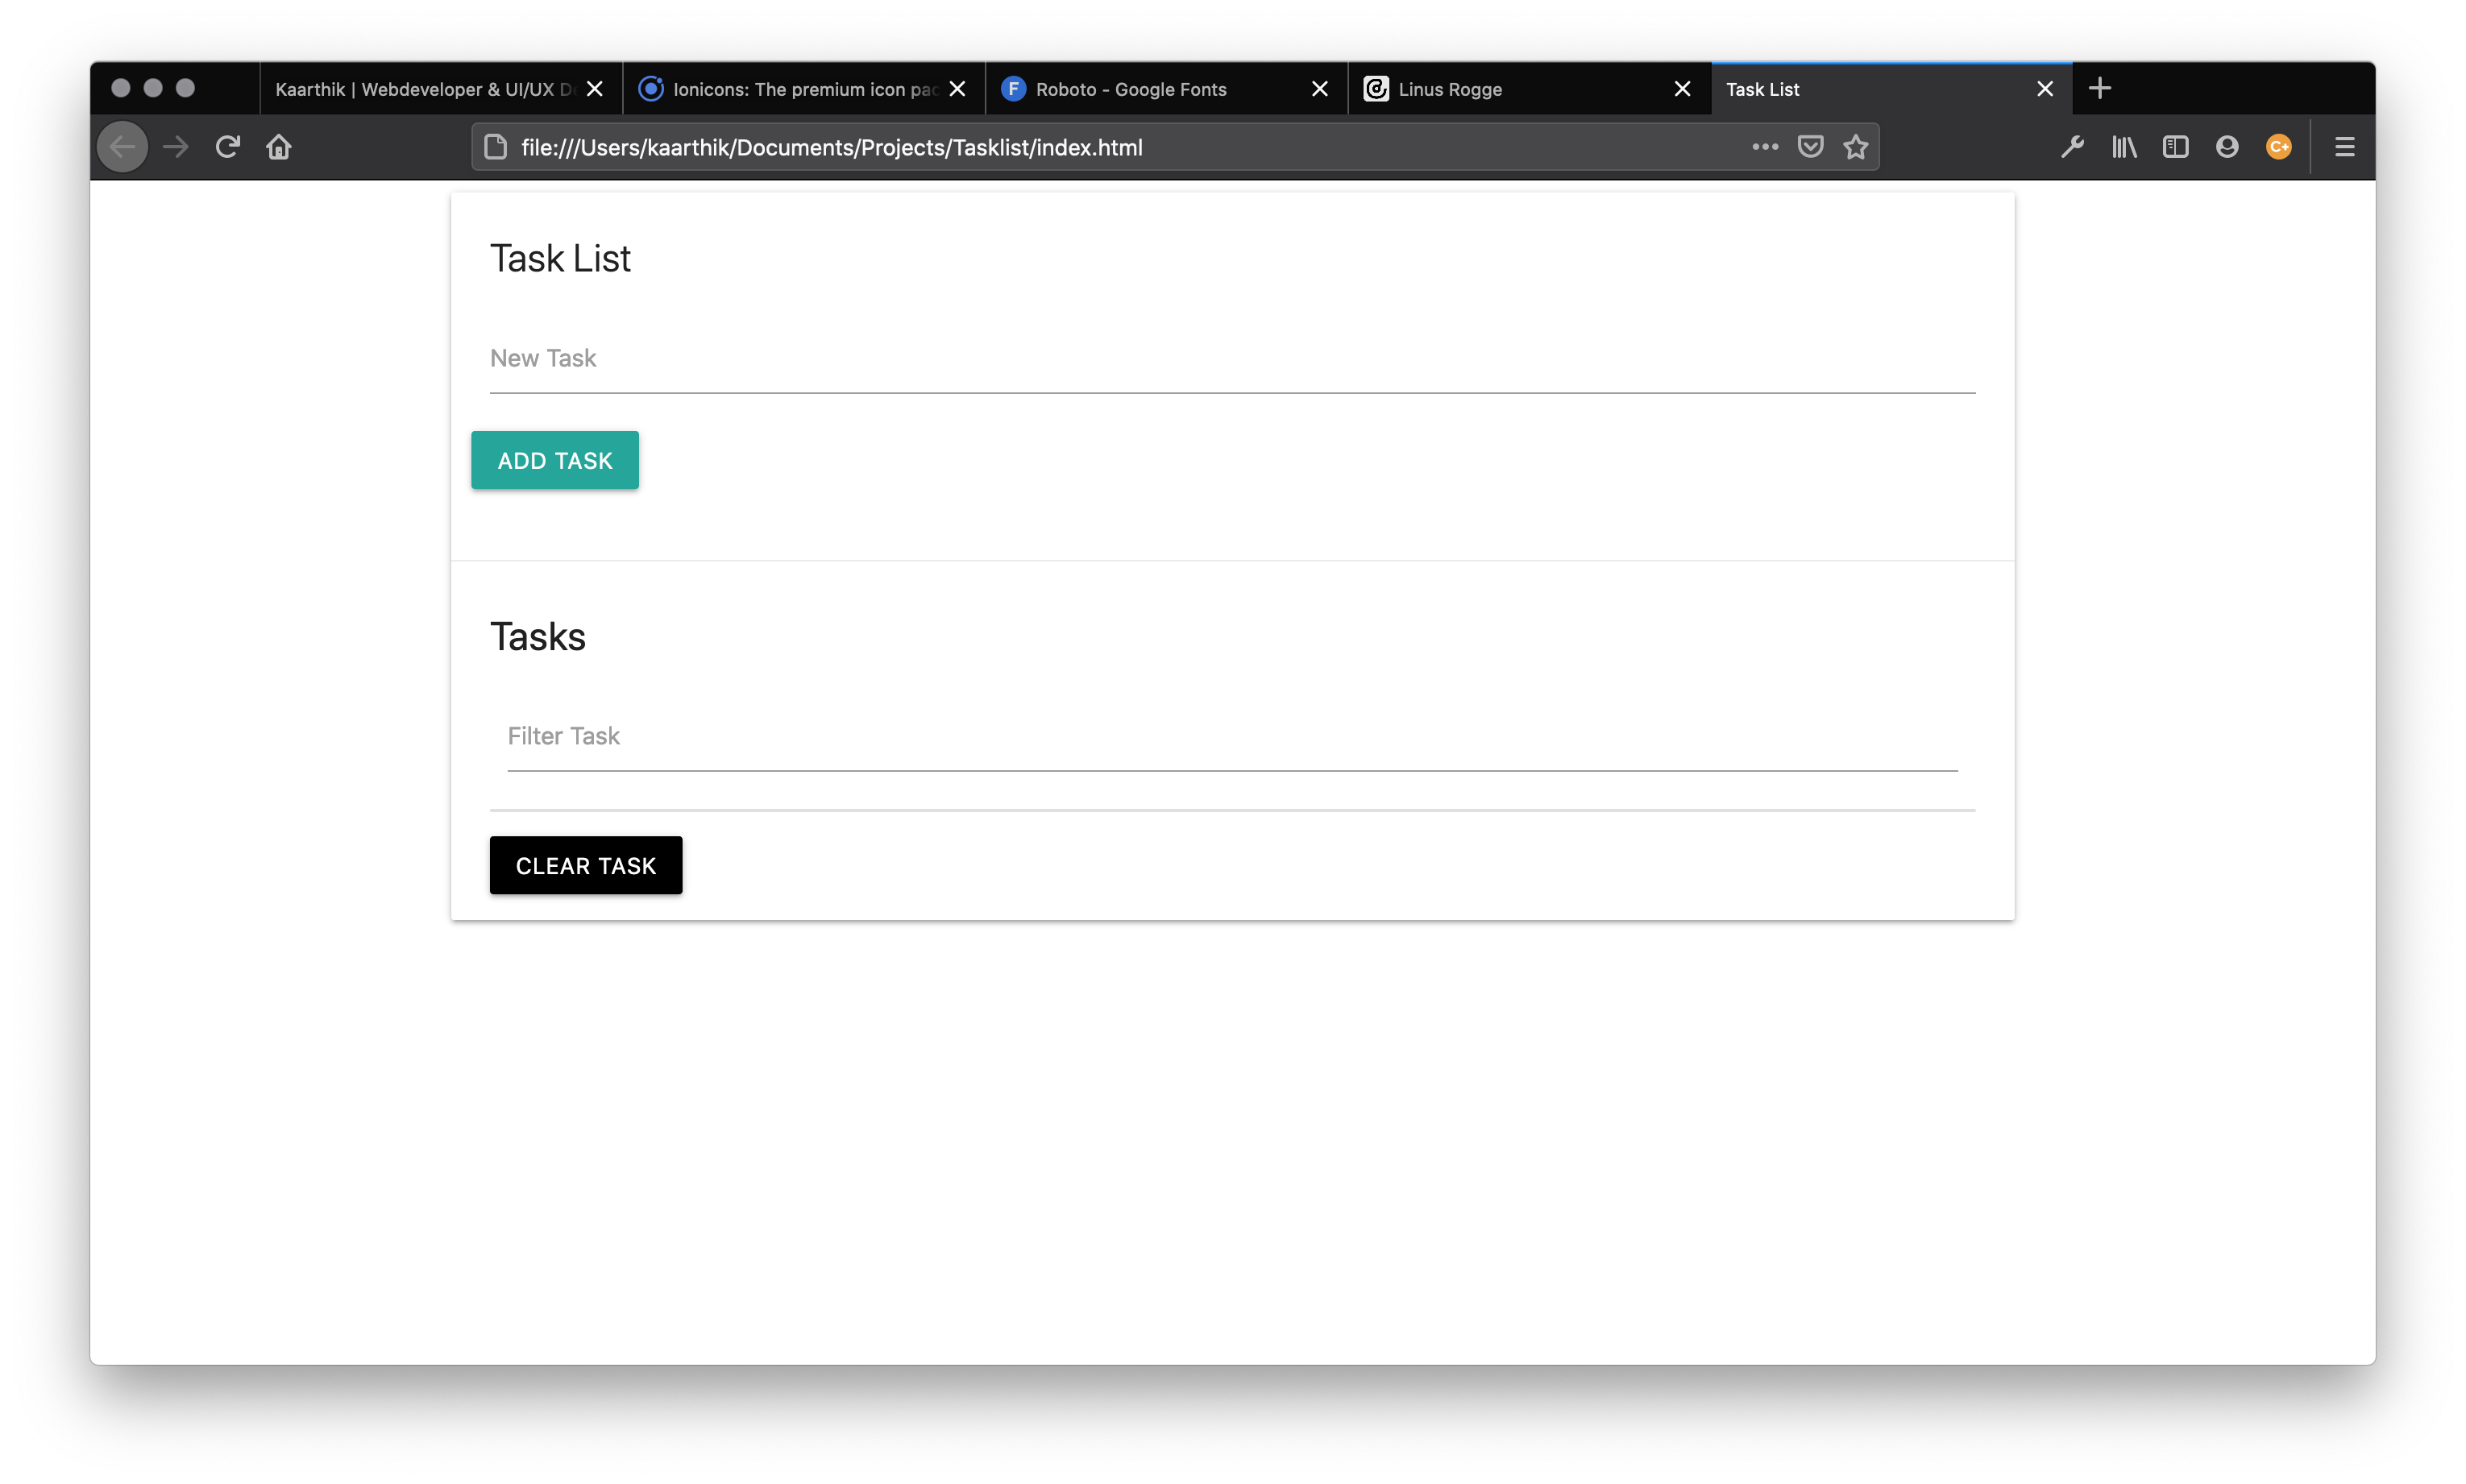 Kaarthik | Webdeveloper & UI/UX D
Ionicons: The premium icon pac
F Roboto - Google Fonts
Linus Rogge
Task List
file:///Users/kaarthik/Documents/Projects/Tasklist/index.html
C+
Task List
New Task
ADD TASK
Tasks
Filter Task
CLEAR TASK